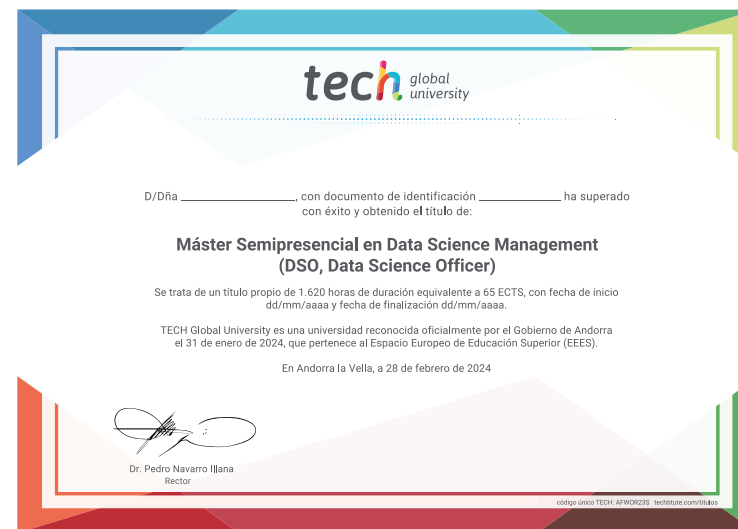 tech global university
D/Dña ____________________, con documento de identificación ______________ ha superado
con éxito y obtenido el título de:
Máster Semipresencial en Data Science Management
(DSO, Data Science Officer)
Se trata de un título propio de 1.620 horas de duración equivalente a 65 ECTS, con fecha de inicio
dd/mm/aaaa y fecha de finalización dd/mm/aaaa.
TECH Global University es una universidad reconocida oficialmente por el Gobierno de Andorra
el 31 de enero de 2024, que pertenece al Espacio Europeo de Educación Superior (EEES).
En Andorra la Vella, a 28 de febrero de 2024
Dr. Pedro Navarro Illana
Rector
código único TECH: AFWOR23S techtitute.com/titulos